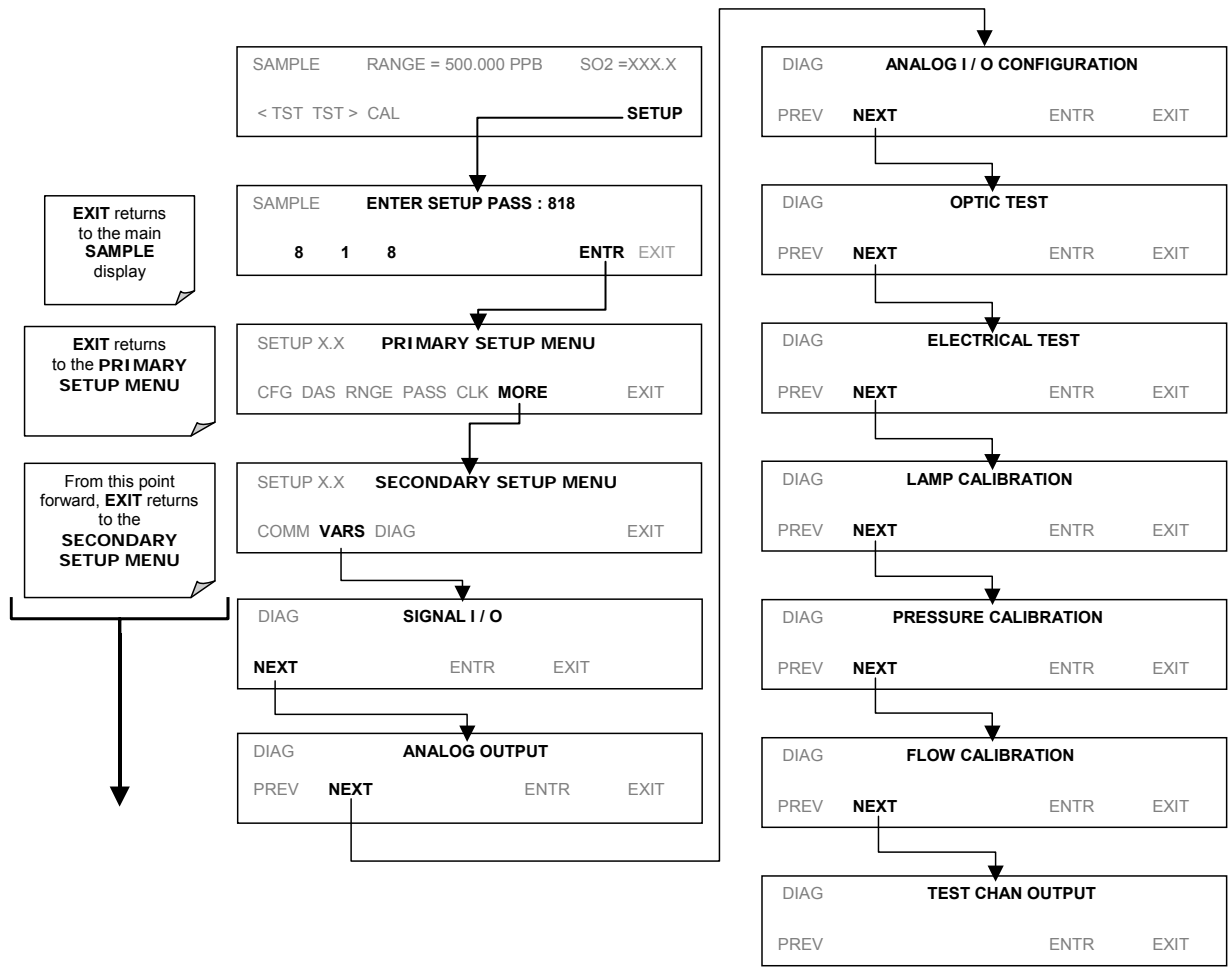 SAMPLE RANGE = 500.000 PPB SO2 =XXX.X
< TST TST > CAL SETUP
SAMPLE ENTER SETUP PASS : 818
8 1 8 ENTR EXIT
EXIT returns
to the main
SAMPLE
display
SETUP X.X PRIMARY SETUP MENU
CFG DAS RNGE PASS CLK MORE EXIT
EXIT returns
to the PRIMARY
SETUP MENU
SETUP X.X SECONDARY SETUP MENU
COMM VARS DIAG EXIT
From this point
forward, EXIT returns
to the
SECONDARY
SETUP MENU
DIAG SIGNAL I / O
NEXT ENTR EXIT
DIAG ANALOG OUTPUT
PREV NEXT ENTR EXIT
DIAG ANALOG I / O CONFIGURATION
PREV NEXT ENTR EXIT
DIAG OPTIC TEST
PREV NEXT ENTR EXIT
DIAG ELECTRICAL TEST
PREV NEXT ENTR EXIT
DIAG LAMP CALIBRATION
PREV NEXT ENTR EXIT
DIAG PRESSURE CALIBRATION
PREV NEXT ENTR EXIT
DIAG FLOW CALIBRATION
PREV NEXT ENTR EXIT
DIAG TEST CHAN OUTPUT
PREV ENTR EXIT